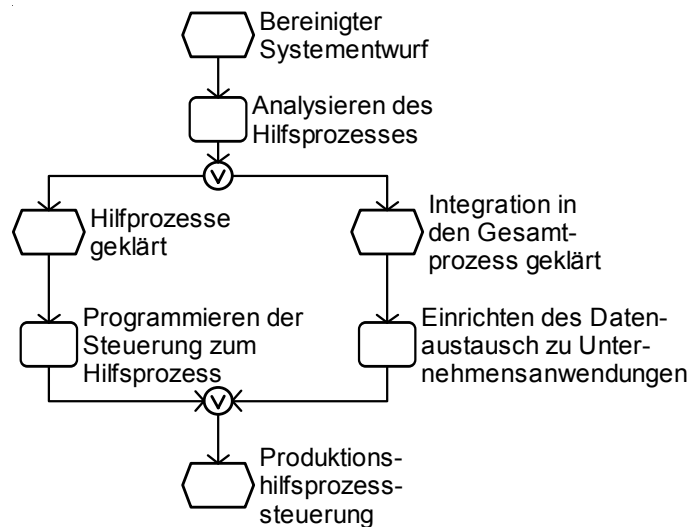 Bereinigter
Systementwurf
Analysieren des
Hilfsprozesses
V
Hilfprozesse
geklärt
Integration in
den Gesamt-
prozess geklärt
Programmieren der
Steuerung zum
Hilfsprozess
Einrichten des Daten-
austausch zu Unter-
nehmensanwendungen
V
Produktions-
hilfsprozess-
steuerung